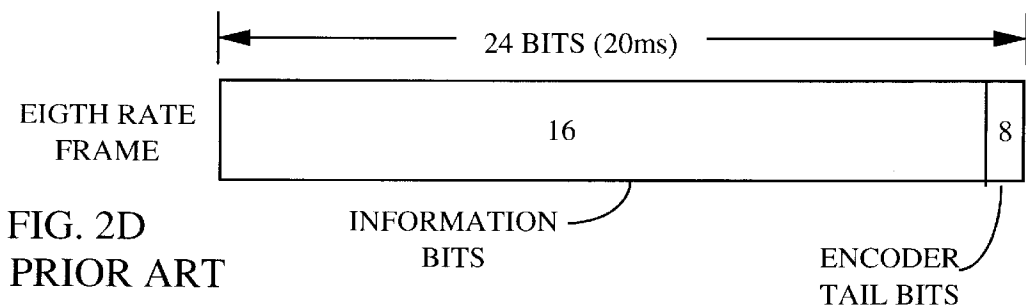 24 BITS (20ms)
EIGTH RATE
FRAME
16
8
INFORMATION
BITS
ENCODER
TAIL BITS
FIG. 2D
PRIOR ART